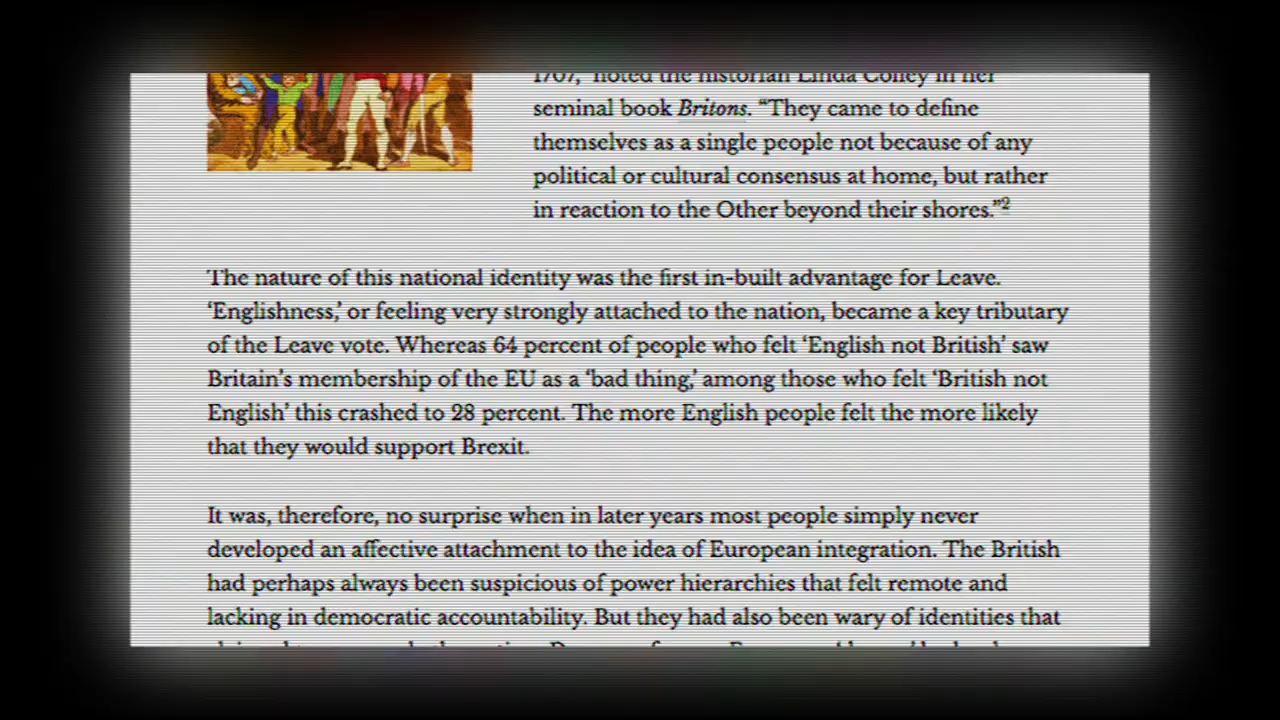 1707,” noted the historian Linda Colley in her
seminal book Britons. “They came to define
themselves as a single people not because of any
political or cultural consensus at home, but rather
in reaction to the Other beyond their shores.”2
The nature of this national identity was the first in-built advantage for Leave.
‘Englishness,’ or feeling very strongly attached to the nation, became a key tributary
of the Leave vote. Whereas 64 percent of people who felt ‘English not British’ saw
Britain’s membership of the EU as a ‘bad thing,’ among those who felt ‘British not
English’ this crashed to 28 percent. The more English people felt the more likely
that they would support Brexit.
It was, therefore, no surprise when in later years most people simply never
developed an affective attachment to the idea of European integration. The British
had perhaps always been suspicious of power hierarchies that felt remote and
lacking in democratic accountability. But they had also been wary of identities that